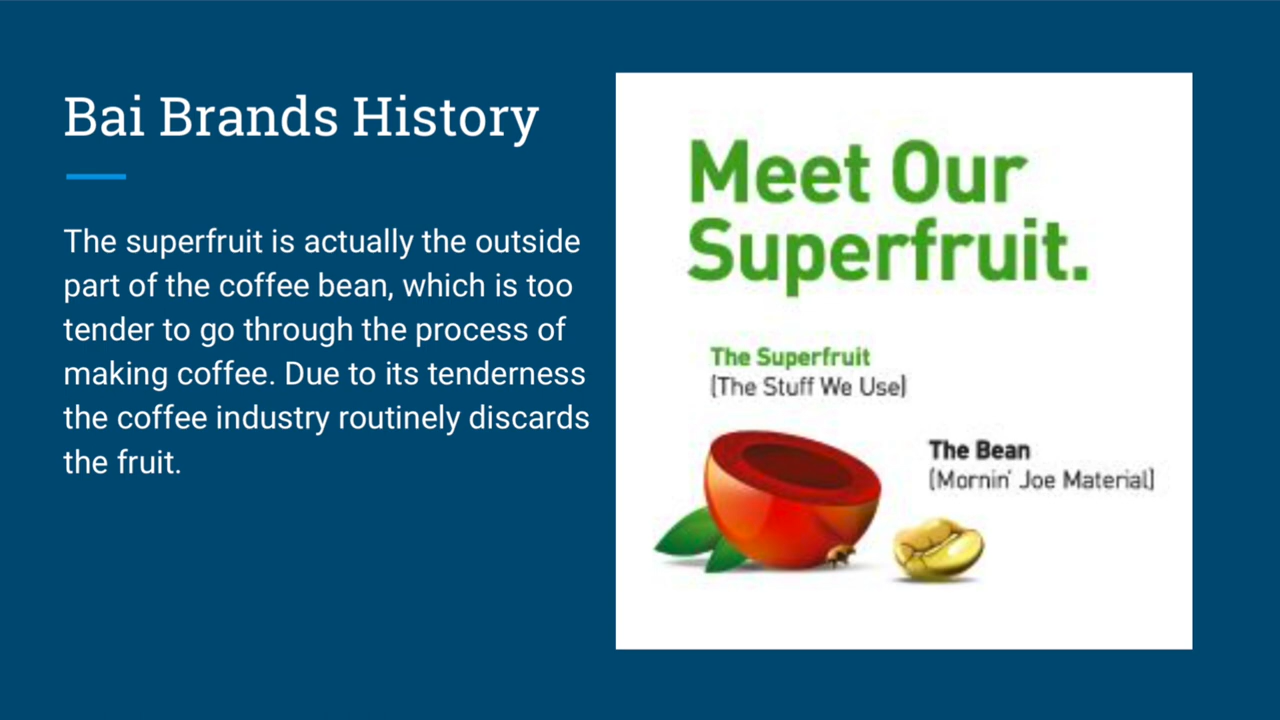 Bai Brands History
The superfruit is actually the outside
part of the coffee bean, which is too
tender to go through the process of
making coffee. Due to its tenderness
the coffee industry routinely discards
the fruit.
Meet Our
Superfruit.
The Superfruit
(The Stuff We Use)
The Bean
(Mornin' Joe Material)